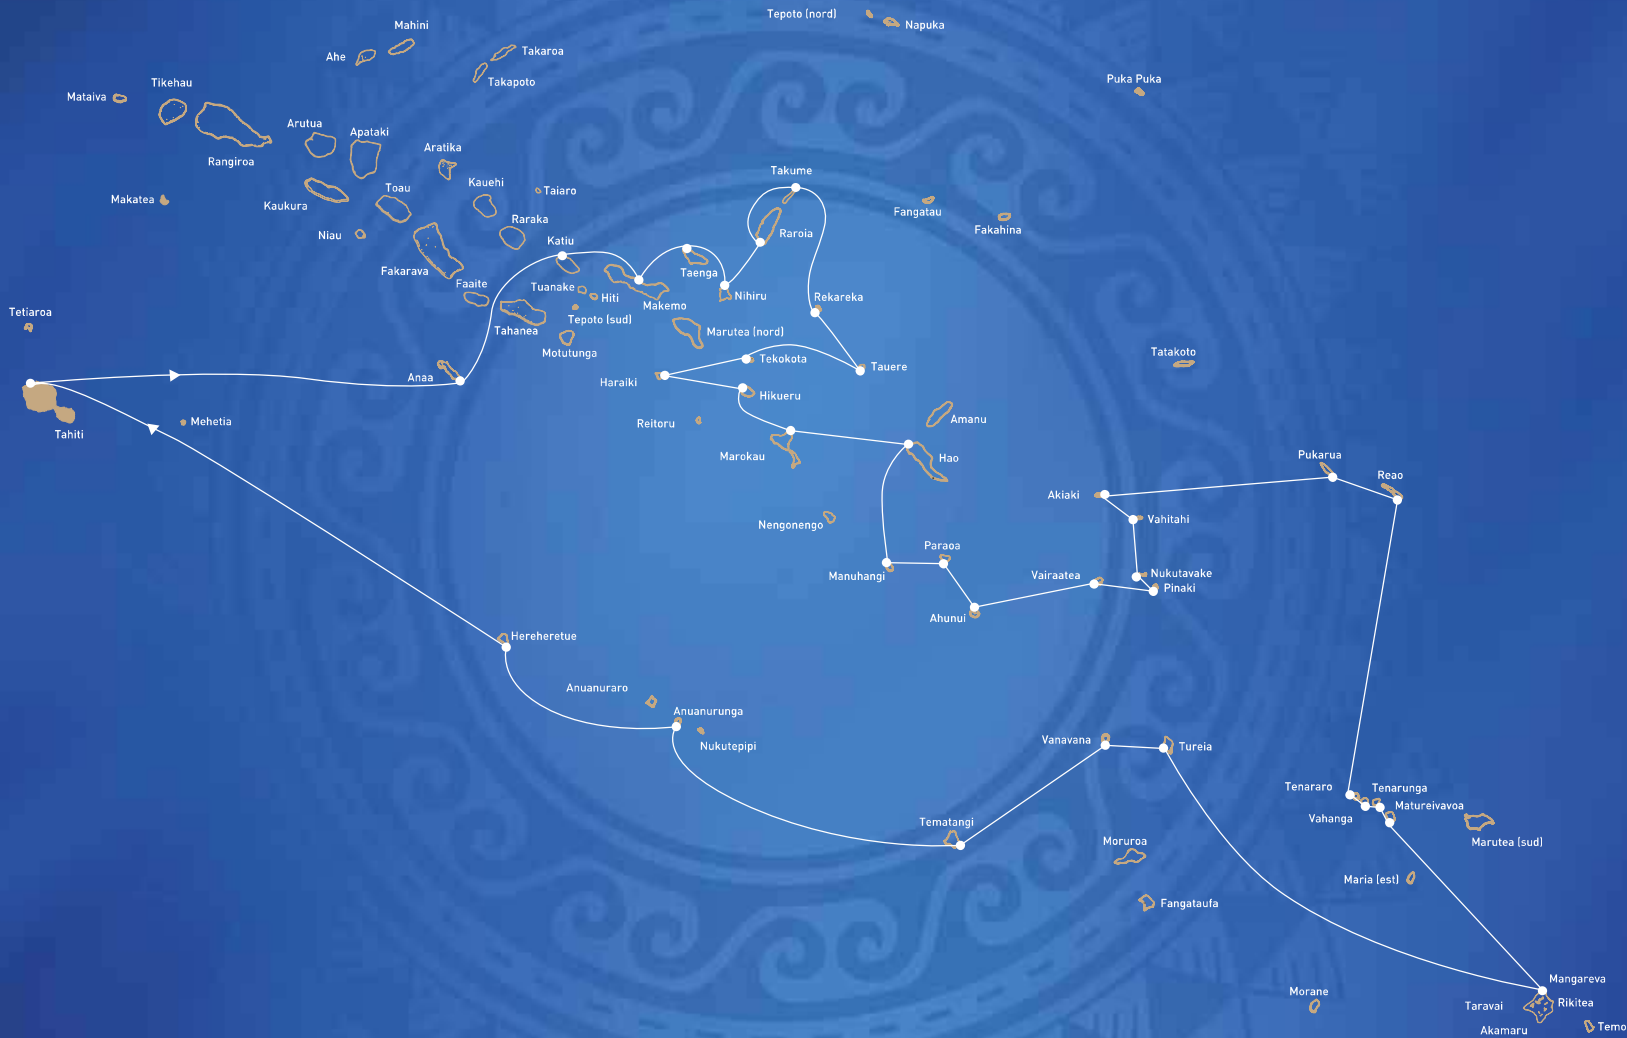 Tepoto (nord)
Napuka
Mahini
Ahe
Takaroa
Takapoto
Puka Puka
Tikehau
Mataiva
Arutua
Apataki
Rangiroa
Aratika
Takume
Kauehi
Taiaro
Toau
Makatea
Kaukura
Fangatau
Raraka
Fakahina
Niau
Raroia
Katiu
Fakarava
Taenga
Faaite
Tuanake
Hiti
Nihiru
Rekareka
Makemo
Tetiaroa
Tepoto (sud)
Tahanea
Marutea (nord)
Motutunga
Tatakoto
Tekokota
Tauere
Anaa
Haraiki
Hikueru
Mehetia
Reitoru
Amanu
Tahiti
Marokau
Hao
Pukarua
Reao
Akiaki
Vahitahi
Nengonengo
Paraoa
Manuhangi
Vairaatea
Nukutavake
Pinaki
Ahunui
Hereheretue
Anuanuraro
Anuanurunga
Nukutepipi
Vanavana
Tureia
Tenararo
Tenarunga
Matureivavoa
Vahanga
Tematangi
Moruroa
Marutea (sud)
Maria (est)
Fangataufa
Mangareva
Morane
Taravai
Rikitea
Akamaru
Temo